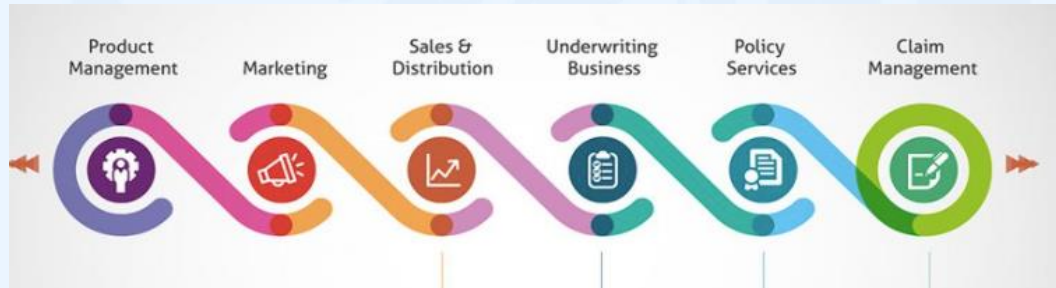 Product
Management
Marketing
Sales &
Distribution
Underwriting
Business
Policy
Services
Claim
Management